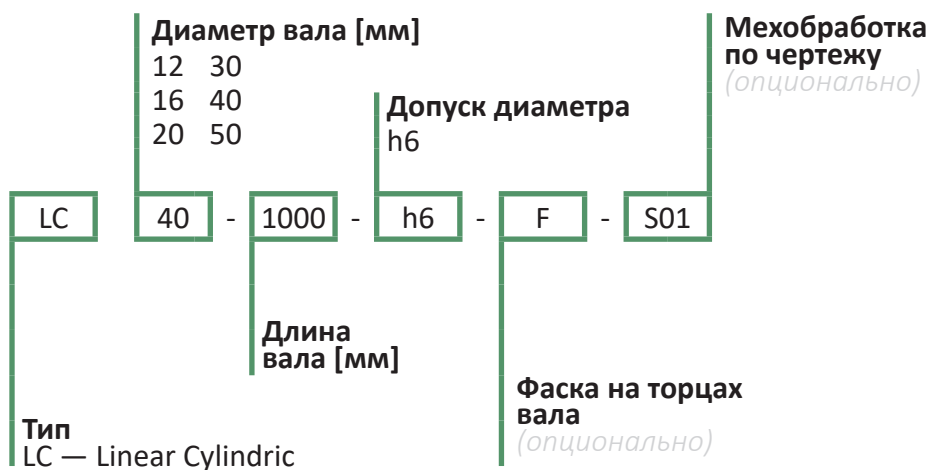 Диаметр вала [мм]
12 30
16 40
20 50
Допуск диаметра
h6
Мехобработка
по чертежу
(опционально)
LC 40 - 1000 - h6 - F - S01
Длина
вала [мм]
Фаска на торцах
вала
(опционально)
Тип
LC — Linear Cylindric